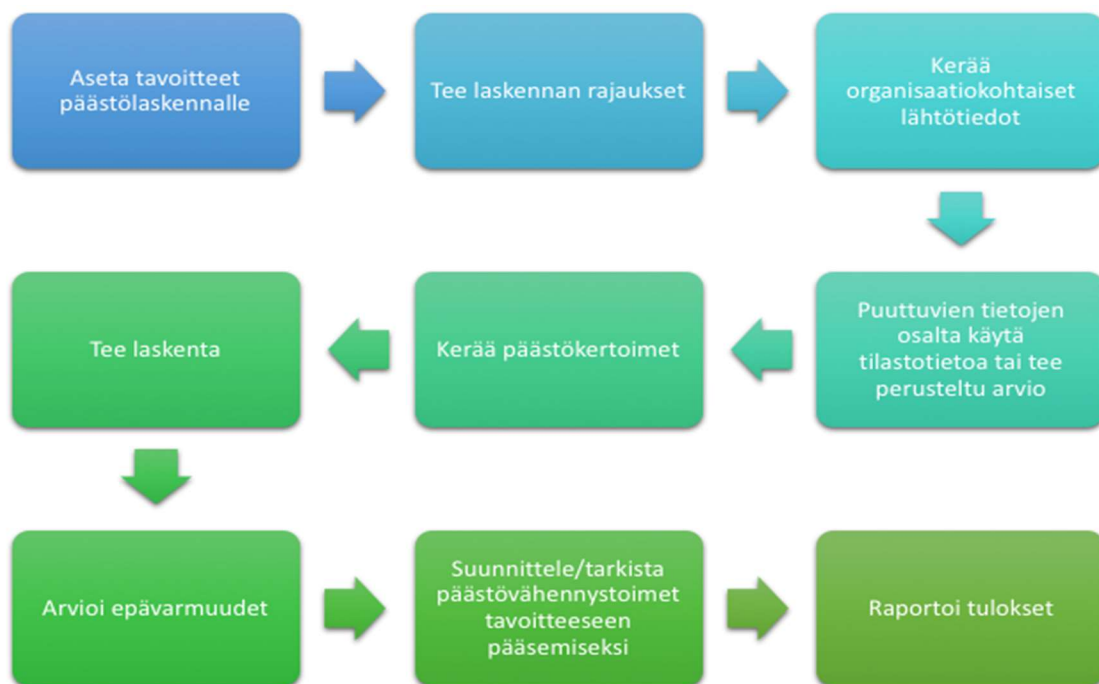 Aseta tavoitteet
päästölaskennalle
Tee laskennan rajaukset
Kerää
organisaatiokohtaiset
lähtötiedot
Puuttuvien tietojen
osalta käytä
tilastotietoa tai tee
perusteltu arvio
Kerää päästökertoimet
Tee laskenta
Arvioi epävarmuudet
Suunnittele/tarkista
päästövähennystoimet
tavoitteeseen
pääsemiseksi
Raportoi tulokset